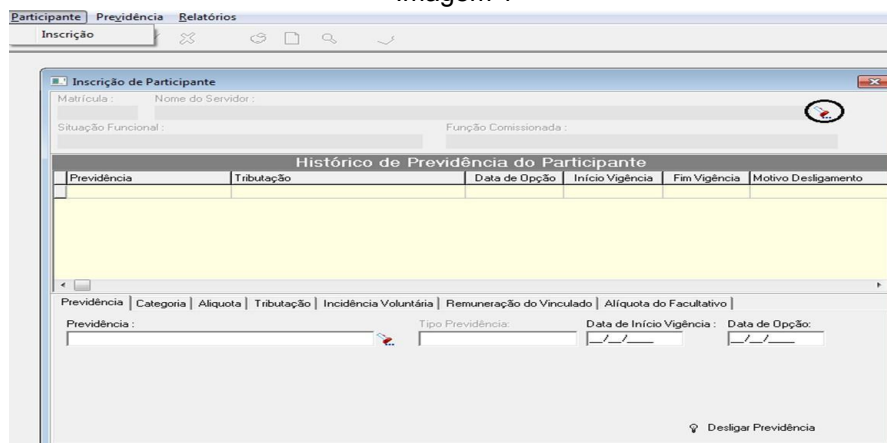 Participante Previdência Relatórios
Inscrição
Inscrição de Participante
Matrícula : Nome do Servidor :
Situação Funcional : Função Comissionada :
Histórico de Previdência do Participante
Previdência Tributação Data de Opção Início Vigência Fim Vigência Motivo Desligamento
Previdência Categoria Aliquota Tributação Incidência Voluntária Remuneração do Vinculado Alíquota do Facultativo
Previdência : Tipo Previdência: Data de Início Vigência : Data de Opção:
__/__/____ __/__/____
Desligar Previdência